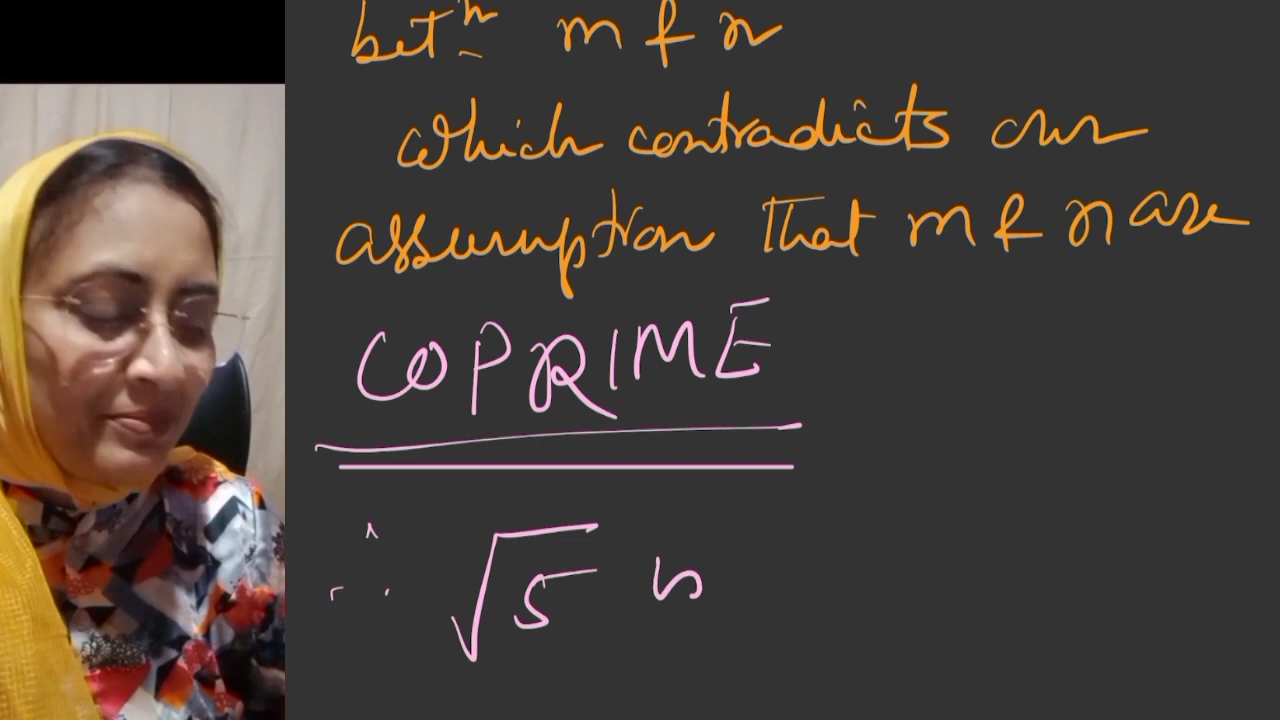 betⁿ m & n
which contradicts our
assumption that m & n are
COPRIME
∴ √5 is